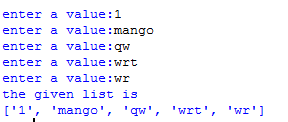 enter a value:1
enter a value:mango
enter a value:qw
enter a value:wrt
enter a value:wr
the given list is
['1', 'mango', 'qw', 'wrt', 'wr']